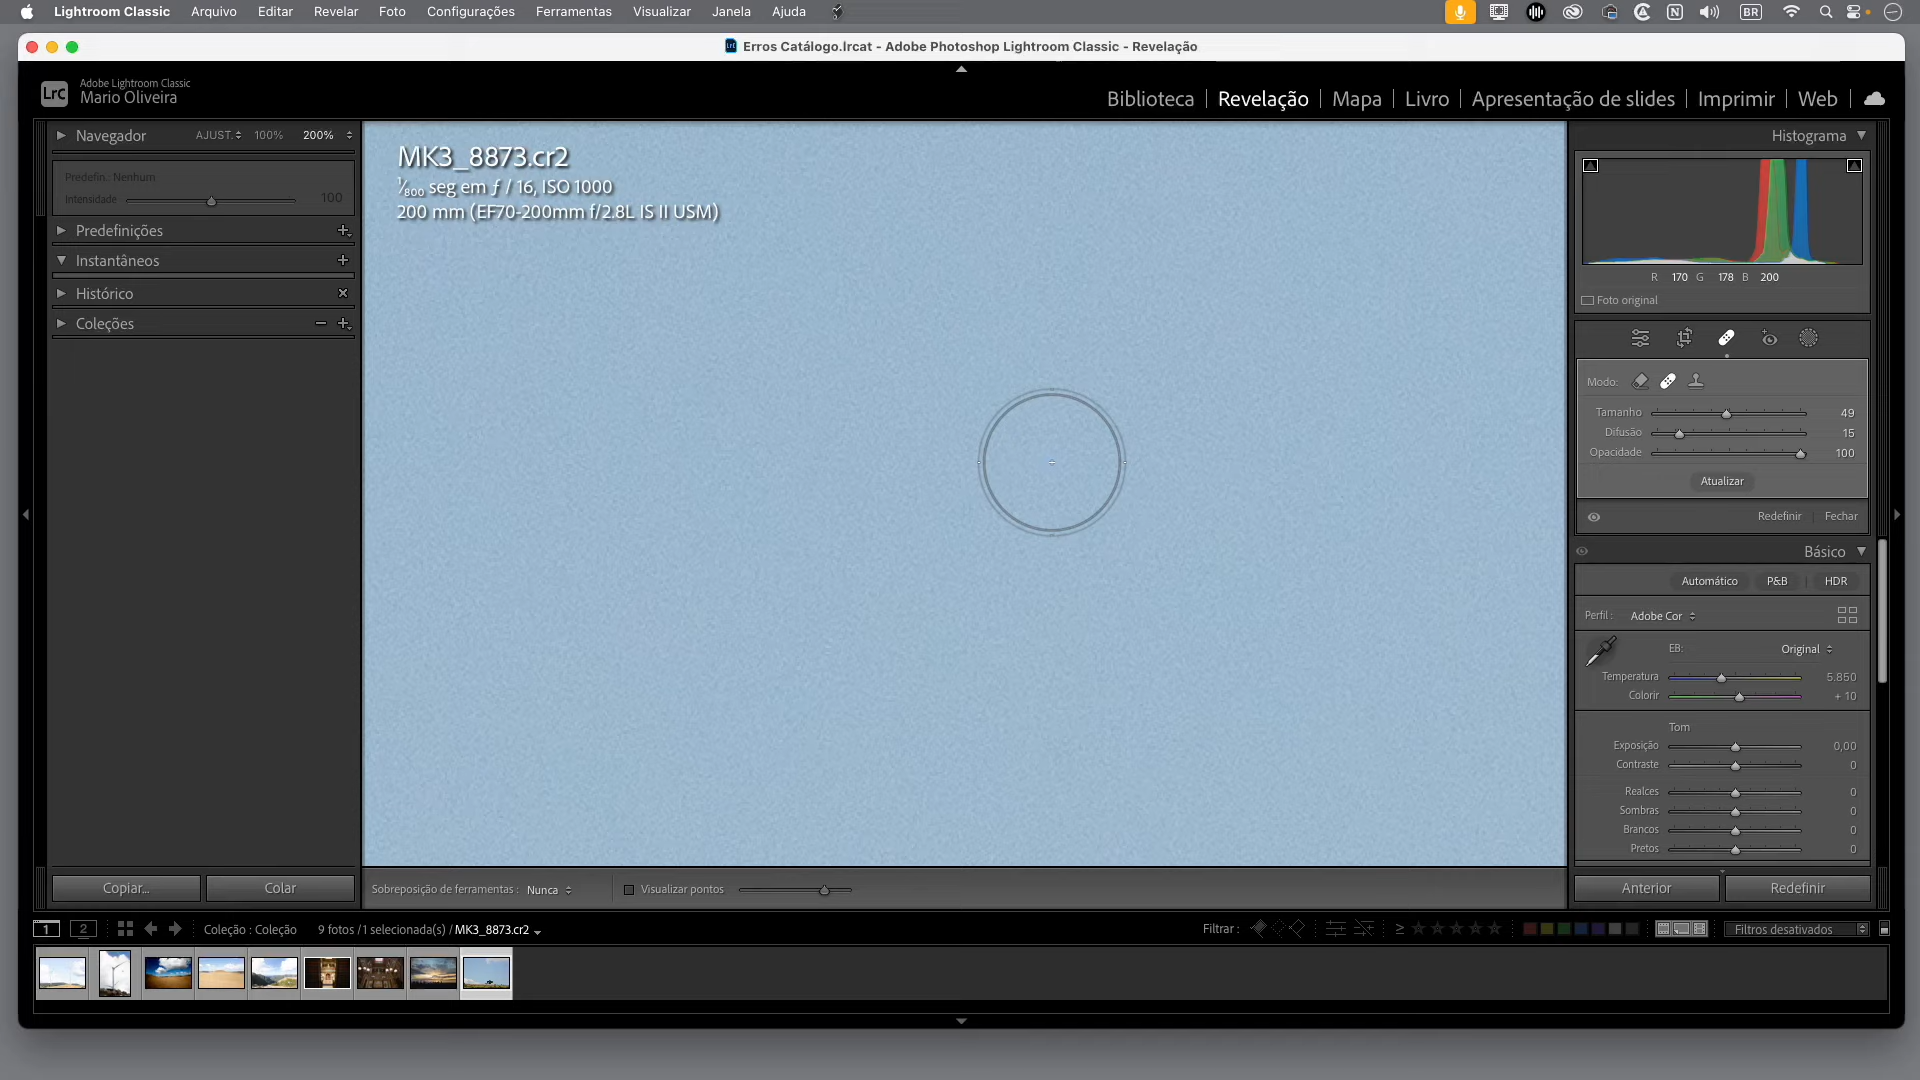 Lightroom Classic Arquivo Editar Revelar Foto Configurações Ferramentas Visualizar Janela Ajuda BR
Erros Catálogo.lrcat - Adobe Photoshop Lightroom Classic - Revelação
LrC Adobe Lightroom Classic
Mario Oliveira
Biblioteca | Revelação | Mapa | Livro | Apresentação de slides | Imprimir | Web
Navegador AJUST. 100% 200%
Predefin.: Nenhum
Intensidade 100
Predefinições
Instantâneos
Histórico
Coleções
Copiar... Colar
MK3_8873.cr2
1/800 seg em ƒ / 16, ISO 1000
200 mm (EF70-200mm f/2.8L IS II USM)
Sobreposição de ferramentas : Nunca Visualizar pontos
Histograma
R 170 G 178 B 200
Foto original
Modo:
Tamanho 49
Difusão 15
Opacidade 100
Atualizar
Redefinir Fechar
Básico
Automático P&B HDR
Perfil : Adobe Cor
EB: Original
Temperatura 5.850
Colorir + 10
Tom
Exposição 0,00
Contraste 0
Realces 0
Sombras 0
Brancos 0
Pretos 0
Anterior Redefinir
1 2 Coleção : Coleção 9 fotos /1 selecionada(s) /MK3_8873.cr2 Filtrar : ≥ Filtros desativados